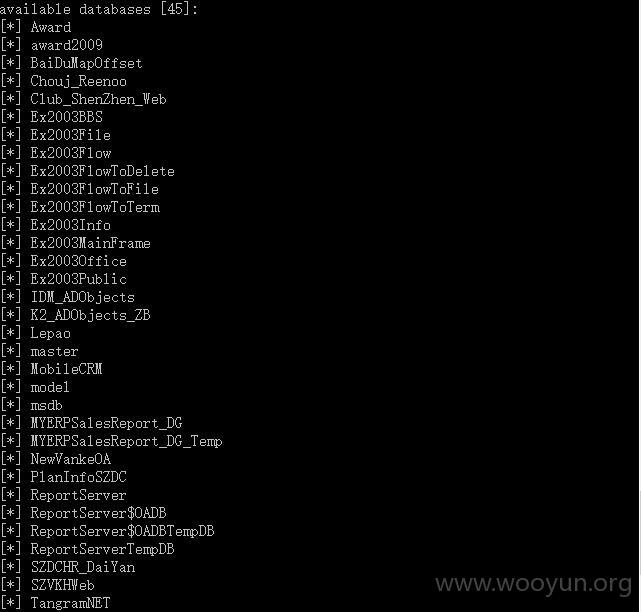 available databases [45]:
[*] Award
[*] award2009
[*] BaiDuMapOffset
[*] Chouj_Reenoo
[*] Club_ShenZhen_Web
[*] Ex2003BBS
[*] Ex2003File
[*] Ex2003Flow
[*] Ex2003FlowToDelete
[*] Ex2003FlowToFile
[*] Ex2003FlowToTerm
[*] Ex2003Info
[*] Ex2003MainFrame
[*] Ex2003Office
[*] Ex2003Public
[*] IDM_ADObjects
[*] K2_ADObjects_ZB
[*] Lepao
[*] master
[*] MobileCRM
[*] model
[*] msdb
[*] MYERPSalesReport_DG
[*] MYERPSalesReport_DG_Temp
[*] NewVankeOA
[*] PlanInfoSZDC
[*] ReportServer
[*] ReportServer$OADB
[*] ReportServer$OADBTempDB
[*] ReportServerTempDB
[*] SZDCHR_DaiYan
[*] SZVKHWeb
[*] TangramNET
www.wooyun.org